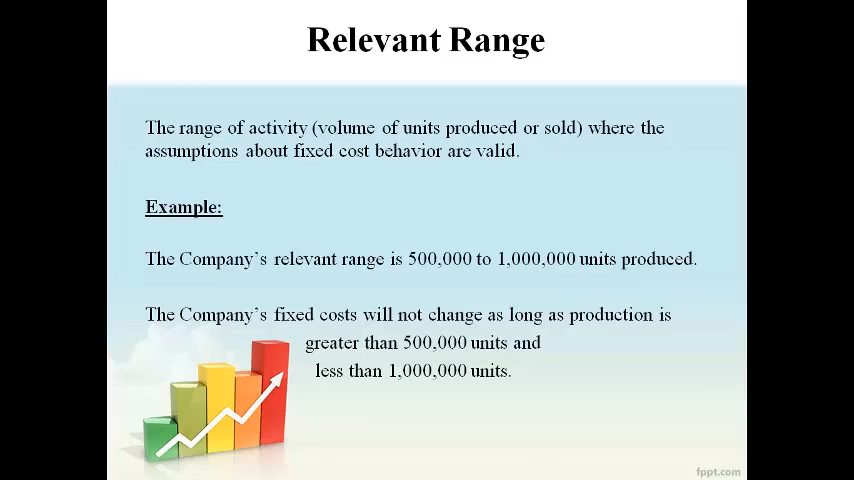 Relevant Range
The range of activity (volume of units produced or sold) where the
assumptions about fixed cost behavior are valid.
Example:
The Company’s relevant range is 500,000 to 1,000,000 units produced.
The Company’s fixed costs will not change as long as production is
greater than 500,000 units and
less than 1,000,000 units.
fppt.com